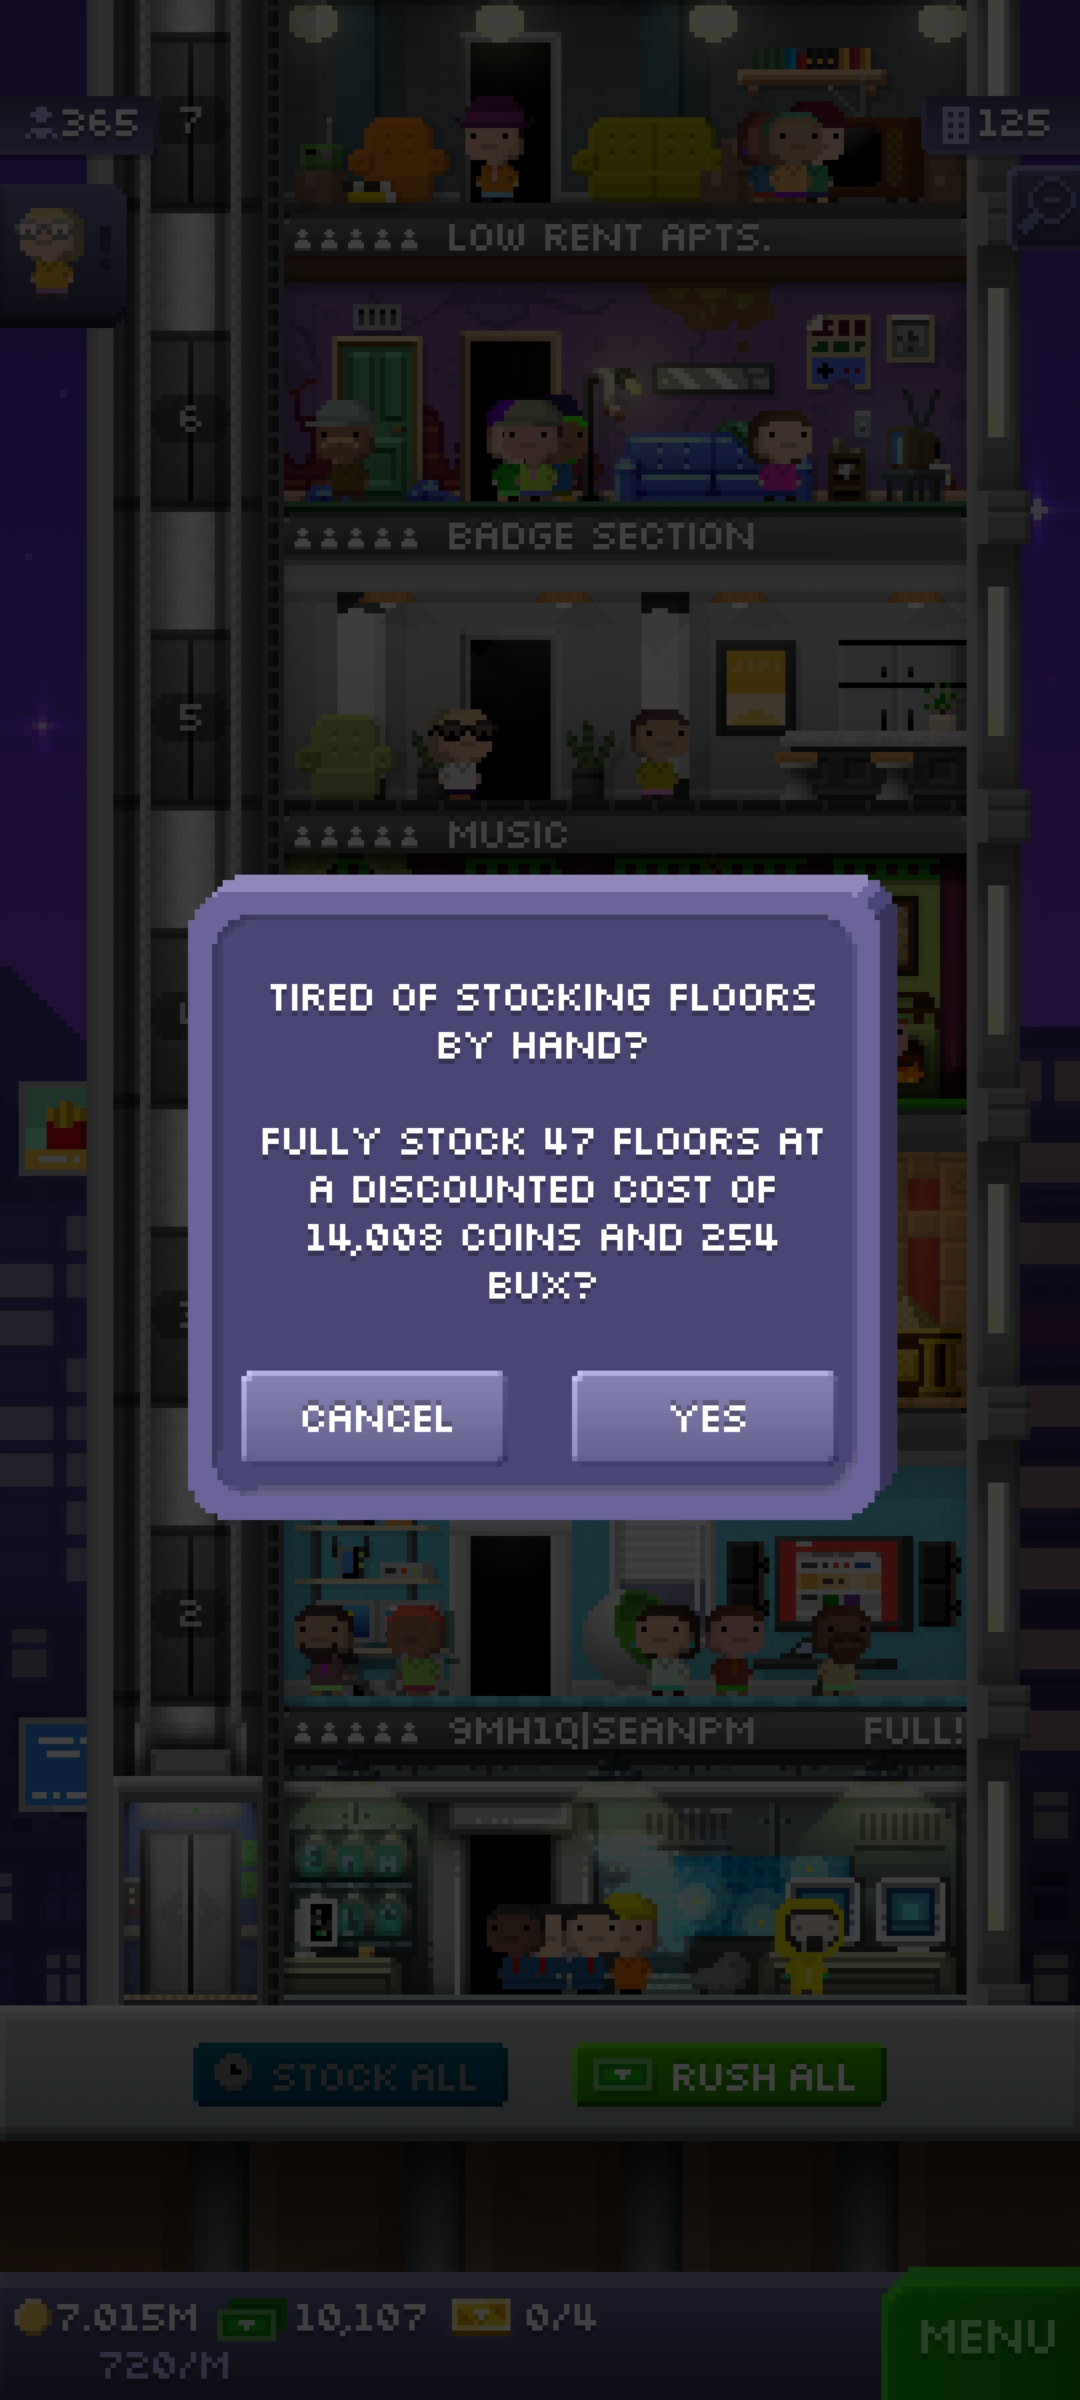 365
7
125
LOW RENT APTS.
6
BADGE SECTION
5
MUSIC
TIRED OF STOCKING FLOORS
BY HAND?
FULLY STOCK 47 FLOORS AT
A DISCOUNTED COST OF
14,008 COINS AND 254
BUX?
CANCEL
YES
2
9MH1Q|SEANPM
FULL!
STOCK ALL
RUSH ALL
7.015M
10,107
0/4
720/M
MENU